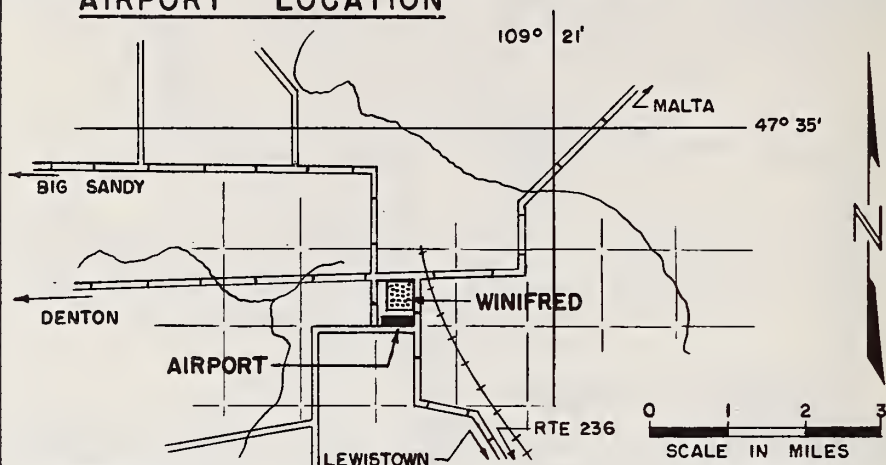 AIRPORT LOCATION
109° 21'
MALTA
47° 35'
BIG SANDY
N
WINIFRED
DENTON
AIRPORT
0 1 2 3
RTE 236
SCALE IN MILES
LEWISTOWN